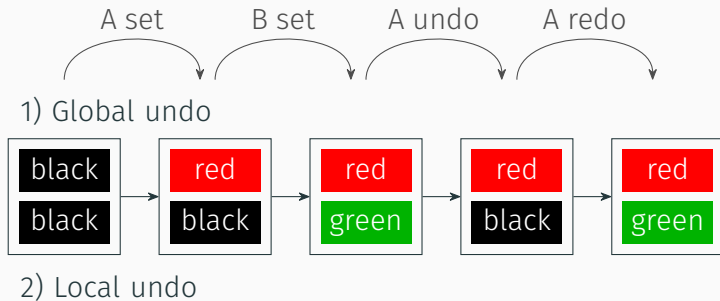 A set B set A undo A redo
1) Global undo
black red red red red
black black green black green
2) Local undo